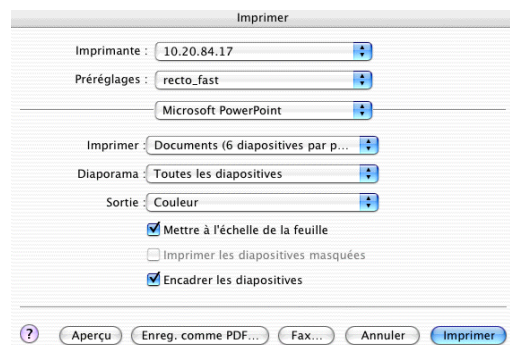 Imprimer
Imprimante : 10.20.84.17
Préréglages : recto_fast
Microsoft PowerPoint
Imprimer : Documents (6 diapositives par p...
Diaporama : Toutes les diapositives
Sortie : Couleur
Mettre à l'échelle de la feuille
Imprimer les diapositives masquées
Encadrer les diapositives
? Aperçu Enreg. comme PDF... Fax... Annuler Imprimer